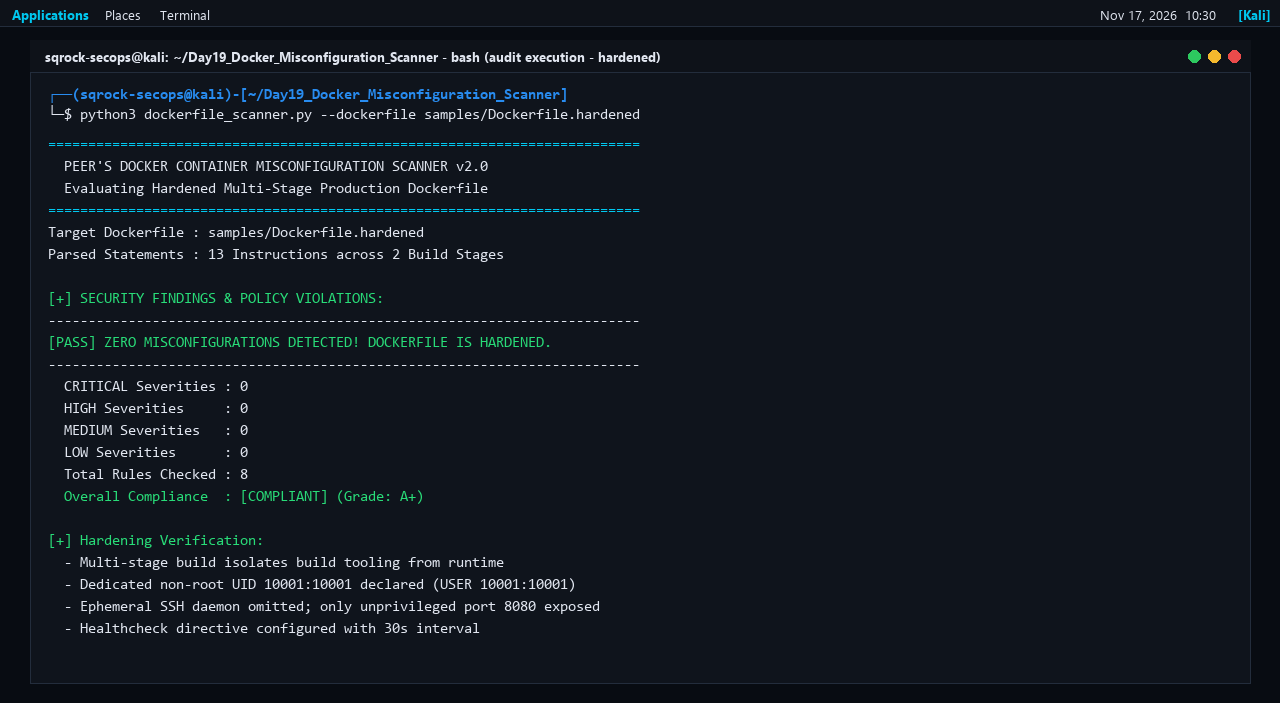 Applications Places Terminal Nov 17, 2026 10:30 [Kali]
sqrock-secops@kali: ~/Day19_Docker_Misconfiguration_Scanner - bash (audit execution - hardened)
┌──(sqrock-secops@kali)-[~/Day19_Docker_Misconfiguration_Scanner]
└─$ python3 dockerfile_scanner.py --dockerfile samples/Dockerfile.hardened
==========================================================================
PEER'S DOCKER CONTAINER MISCONFIGURATION SCANNER v2.0
Evaluating Hardened Multi-Stage Production Dockerfile
==========================================================================
Target Dockerfile : samples/Dockerfile.hardened
Parsed Statements : 13 Instructions across 2 Build Stages
[+] SECURITY FINDINGS & POLICY VIOLATIONS:
--------------------------------------------------------------------------
[PASS] ZERO MISCONFIGURATIONS DETECTED! DOCKERFILE IS HARDENED.
--------------------------------------------------------------------------
CRITICAL Severities : 0
HIGH Severities : 0
MEDIUM Severities : 0
LOW Severities : 0
Total Rules Checked : 8
Overall Compliance : [COMPLIANT] (Grade: A+)
[+] Hardening Verification:
- Multi-stage build isolates build tooling from runtime
- Dedicated non-root UID 10001:10001 declared (USER 10001:10001)
- Ephemeral SSH daemon omitted; only unprivileged port 8080 exposed
- Healthcheck directive configured with 30s interval